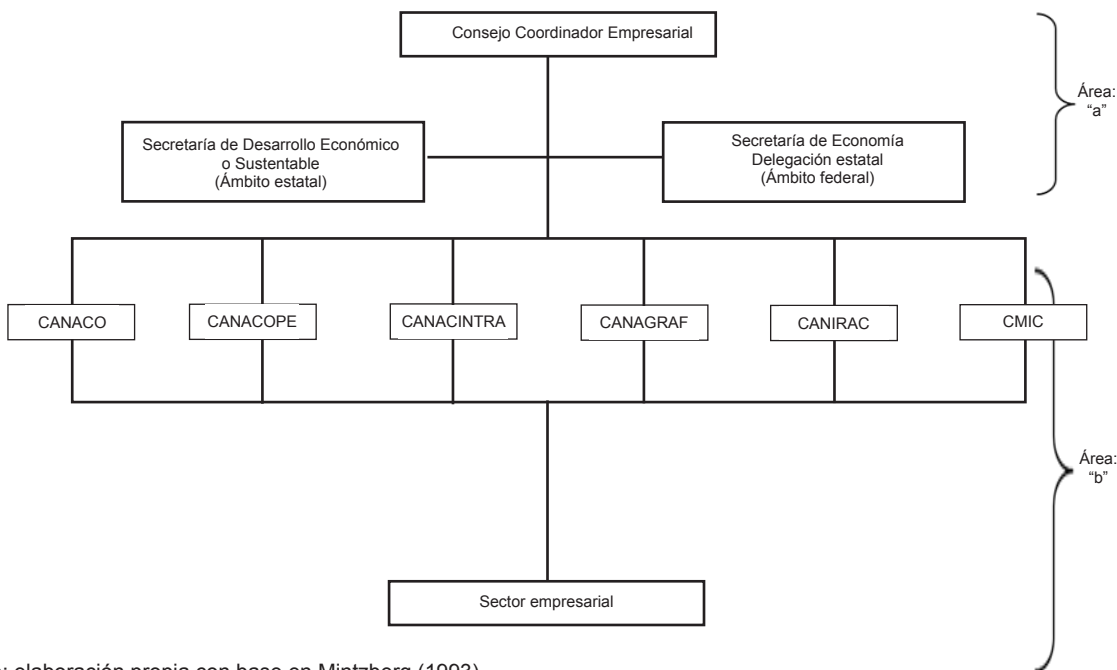 Consejo Coordinador Empresarial
Área:
“a”
Secretaría de Desarrollo Económico
o Sustentable
(Ámbito estatal)
Secretaría de Economía
Delegación estatal
(Ámbito federal)
CANACO
CANACOPE
CANACINTRA
CANAGRAF
CANIRAC
CMIC
Área:
“b”
Sector empresarial
elaboración propia con base en Mintzberg (1993)